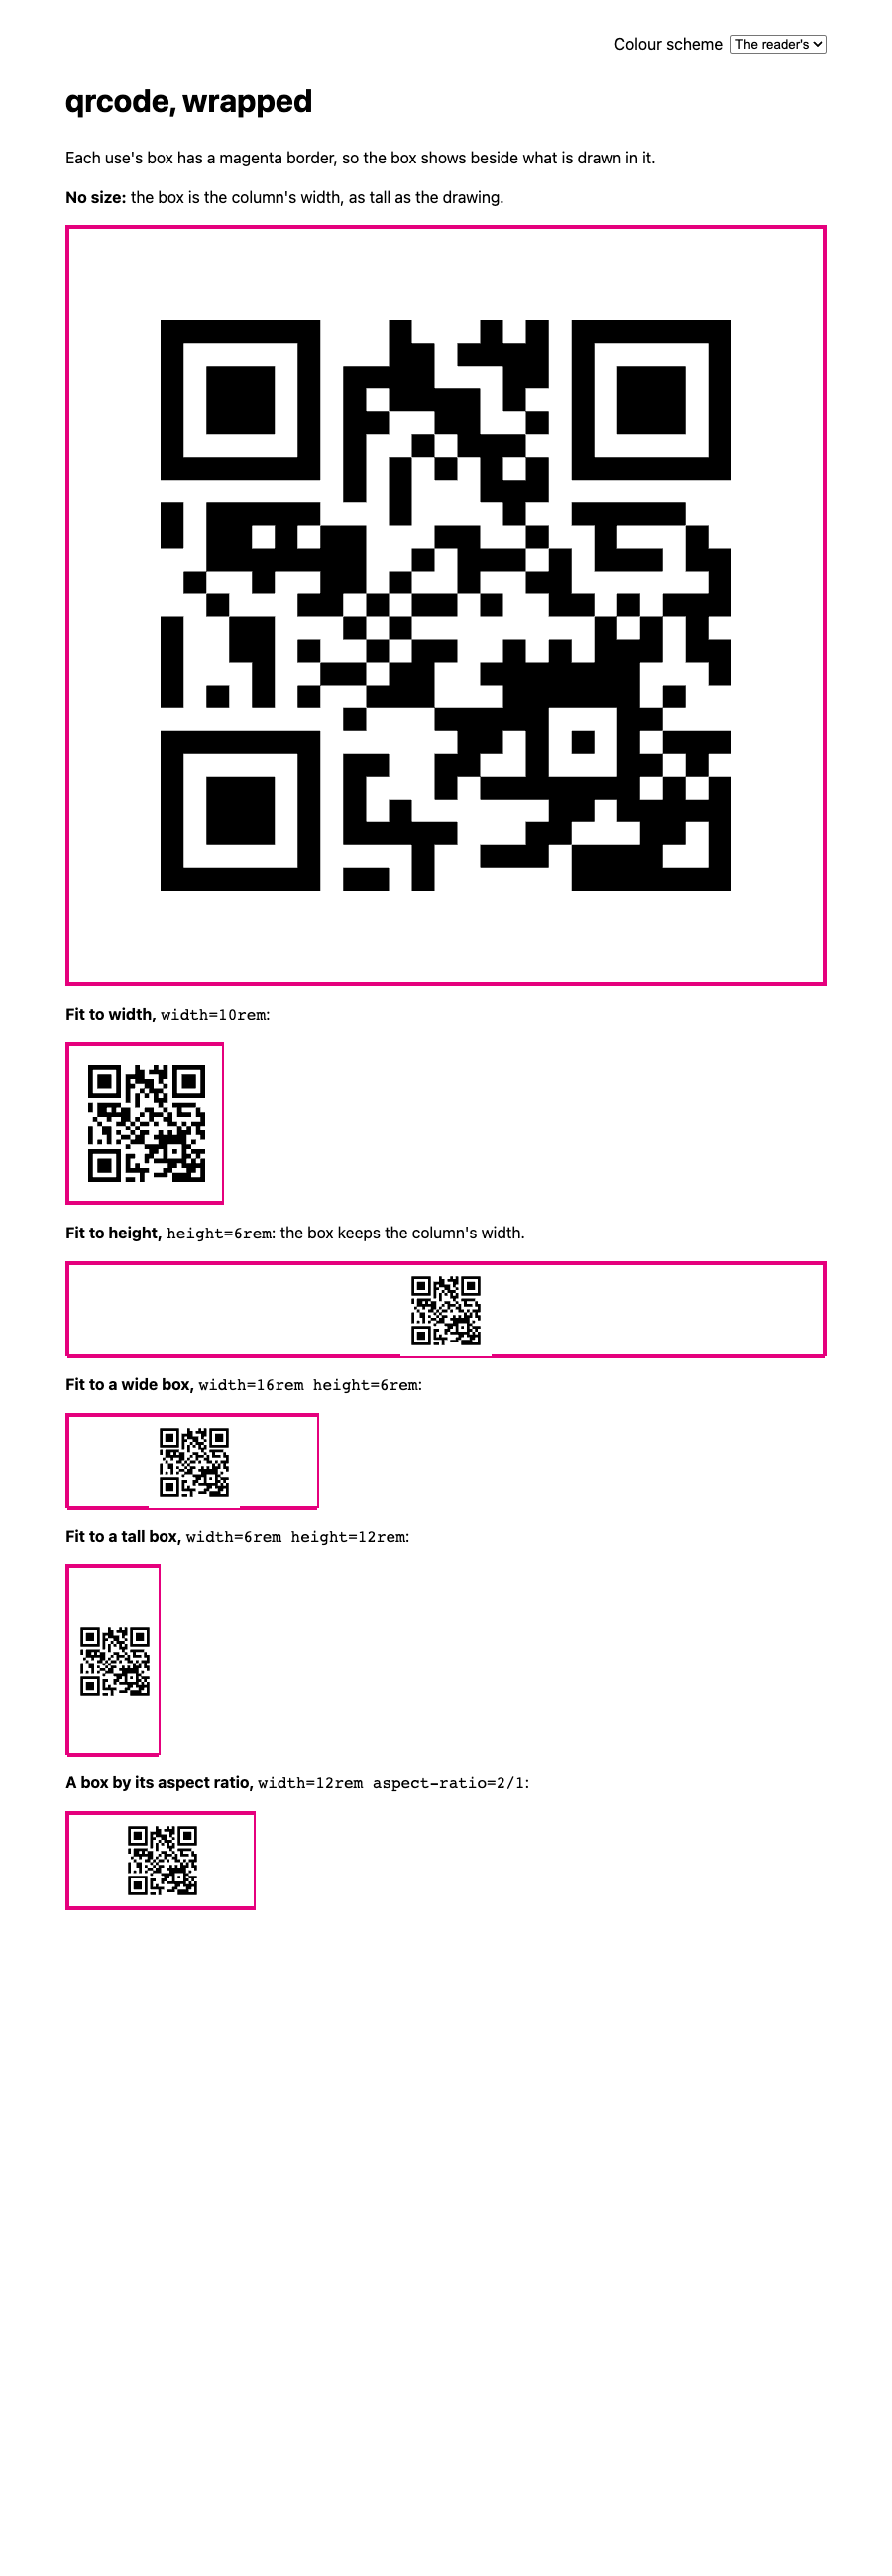 Colour scheme The reader's
qrcode, wrapped
Each use's box has a magenta border, so the box shows beside what is drawn in it.
No size: the box is the column's width, as tall as the drawing.
Fit to width, width=10rem:
Fit to height, height=6rem: the box keeps the column's width.
Fit to a wide box, width=16rem height=6rem:
Fit to a tall box, width=6rem height=12rem:
A box by its aspect ratio, width=12rem aspect-ratio=2/1: